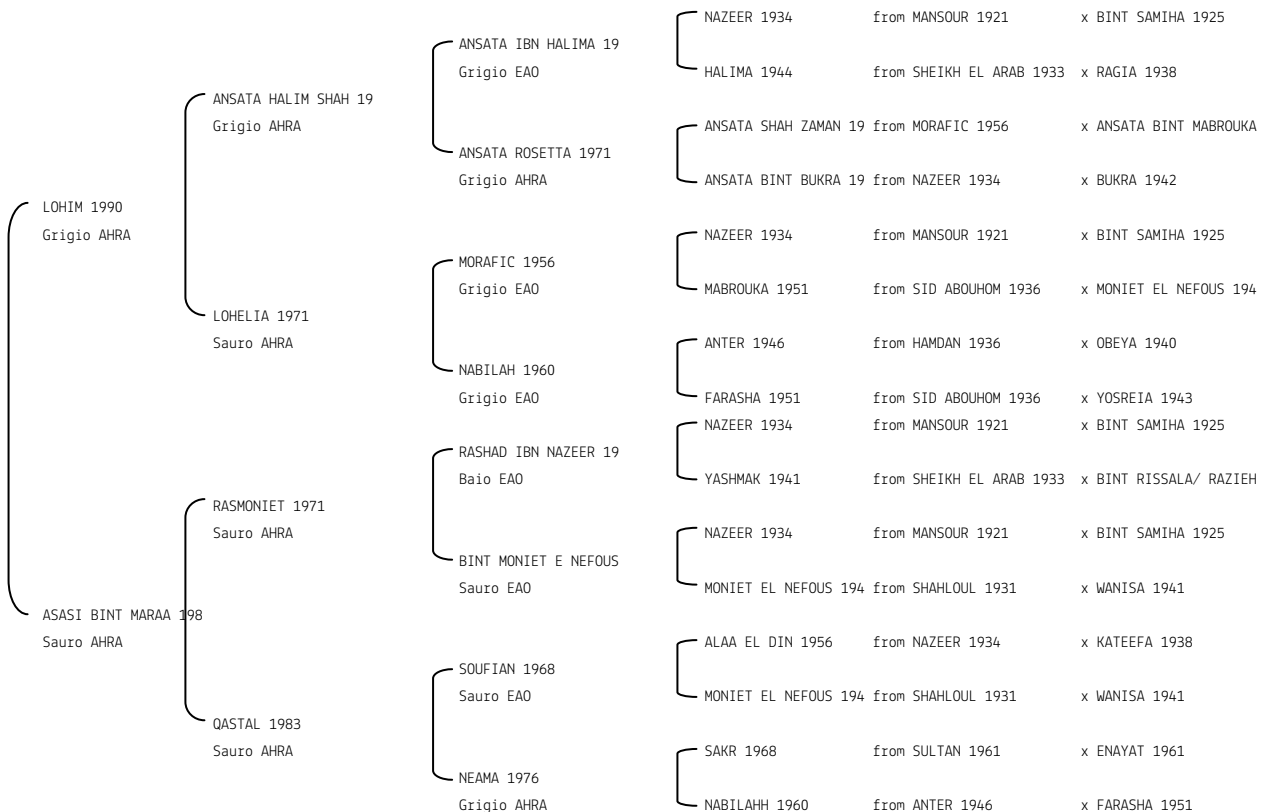 NAZEER 1934 from MANSOUR 1921 x BINT SAMIHA 1925
ANSATA IBN HALIMA 19
Grigio EAO
HALIMA 1944 from SHEIKH EL ARAB 1933 x RAGIA 1938
ANSATA HALIM SHAH 19
Grigio AHRA
ANSATA SHAH ZAMAN 19 from MORAFIC 1956 x ANSATA BINT MABROUKA
ANSATA ROSETTA 1971
Grigio AHRA
ANSATA BINT BUKRA 19 from NAZEER 1934 x BUKRA 1942
LOHIM 1990
Grigio AHRA
NAZEER 1934 from MANSOUR 1921 x BINT SAMIHA 1925
MORAFIC 1956
Grigio EAO
MABROUKA 1951 from SID ABOUHOM 1936 x MONIET EL NEFOUS 194
LOHELIA 1971
Sauro AHRA
ANTER 1946 from HAMDAN 1936 x OBEYA 1940
NABILAH 1960
Grigio EAO
FARASHA 1951 from SID ABOUHOM 1936 x YOSREIA 1943
NAZEER 1934 from MANSOUR 1921 x BINT SAMIHA 1925
RASHAD IBN NAZEER 19
Baio EAO
YASHMAK 1941 from SHEIKH EL ARAB 1933 x BINT RISSALA/ RAZIEH
RASMONIET 1971
Sauro AHRA
NAZEER 1934 from MANSOUR 1921 x BINT SAMIHA 1925
BINT MONIET E NEFOUS
Sauro EAO
MONIET EL NEFOUS 194 from SHAHLOUL 1931 x WANISA 1941
ASASI BINT MARAA 198
Sauro AHRA
ALAA EL DIN 1956 from NAZEER 1934 x KATEEFA 1938
SOUFIAN 1968
Sauro EAO
MONIET EL NEFOUS 194 from SHAHLOUL 1931 x WANISA 1941
QASTAL 1983
Sauro AHRA
SAKR 1968 from SULTAN 1961 x ENAYAT 1961
NEAMA 1976
Grigio AHRA
NABILAHH 1960 from ANTER 1946 x FARASHA 1951